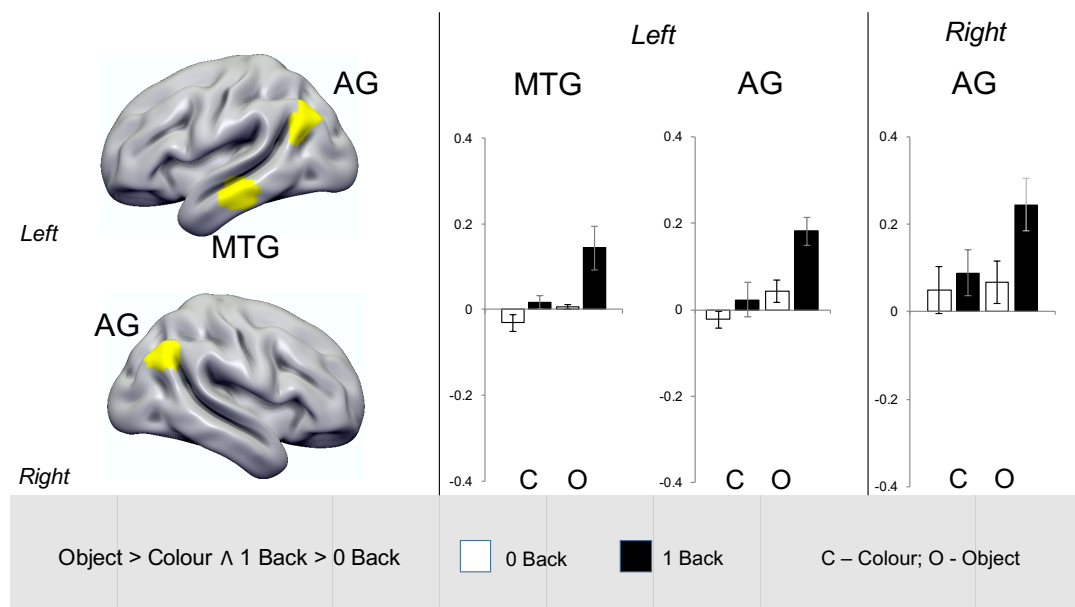 Left
Right
AG
MTG
AG
MTG
AG
AG
Left
Right
0.4
0.2
0
-0.2
-0.4
0.4
0.2
0
-0.2
-0.4
0.4
0.2
0
-0.2
-0.4
C O
C O
C O
Object > Colour ∧ 1 Back > 0 Back
0 Back
1 Back
C – Colour; O - Object